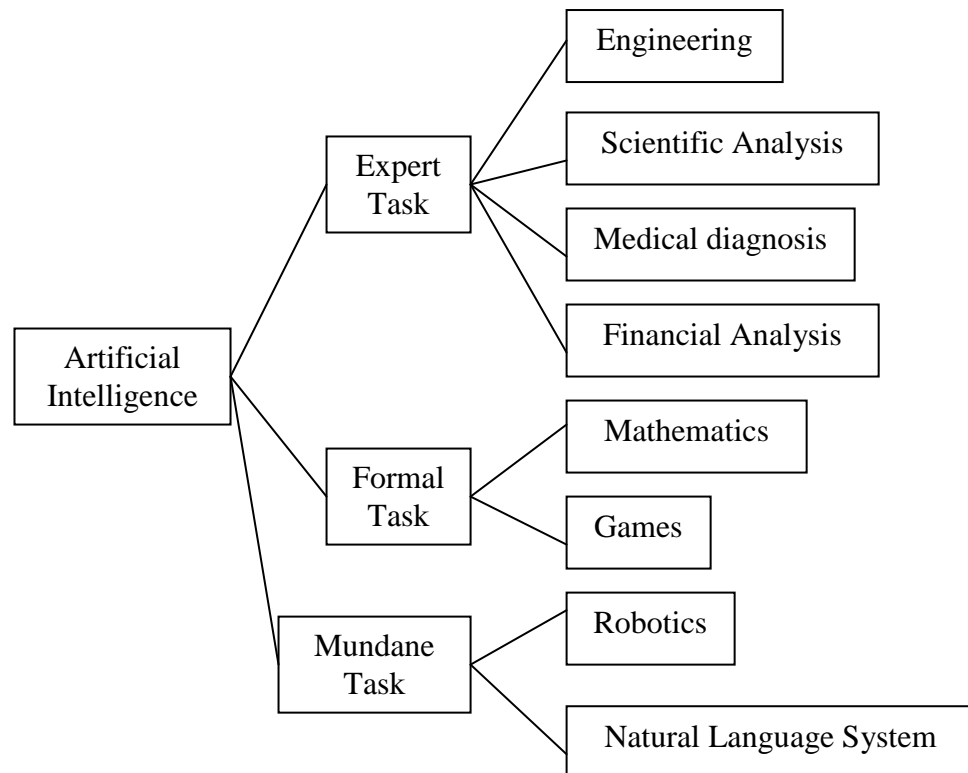 Engineering
Scientific Analysis
Expert
Task
Medical diagnosis
Financial Analysis
Artificial
Intelligence
Mathematics
Formal
Task
Games
Robotics
Mundane
Task
Natural Language System